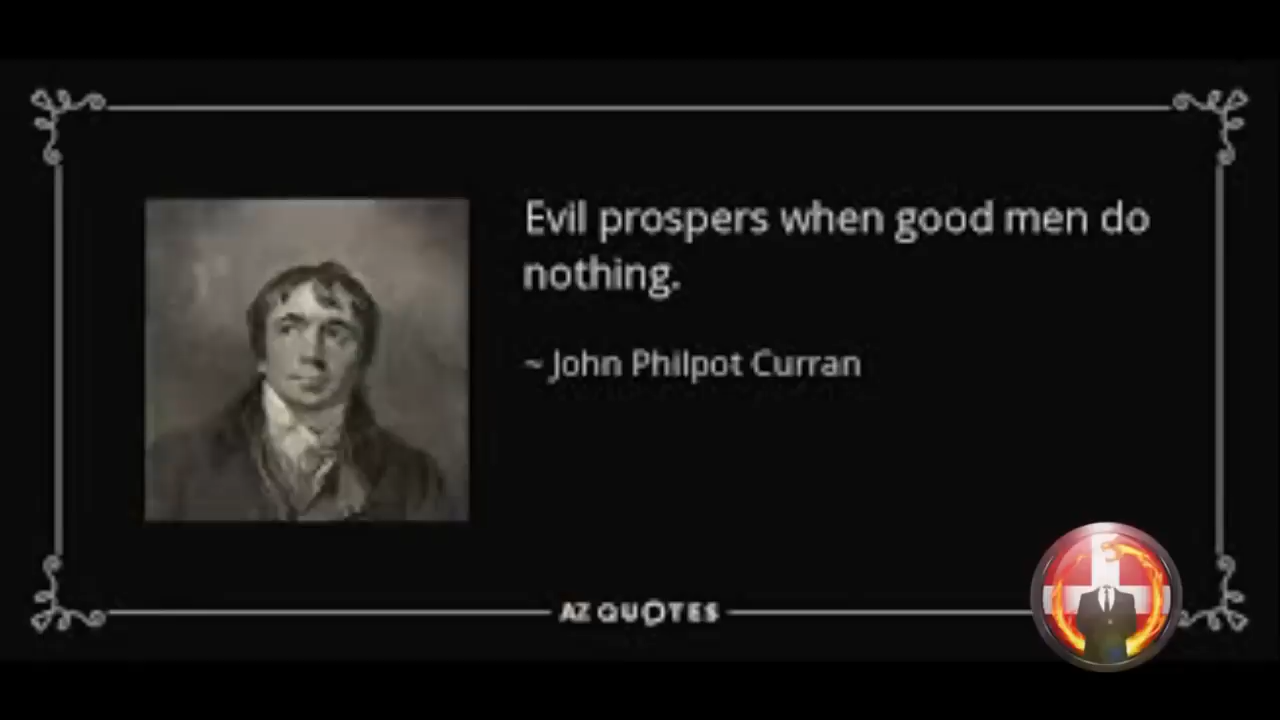 Evil prospers when good men do
nothing.
~ John Philpot Curran
AZ QUOTES